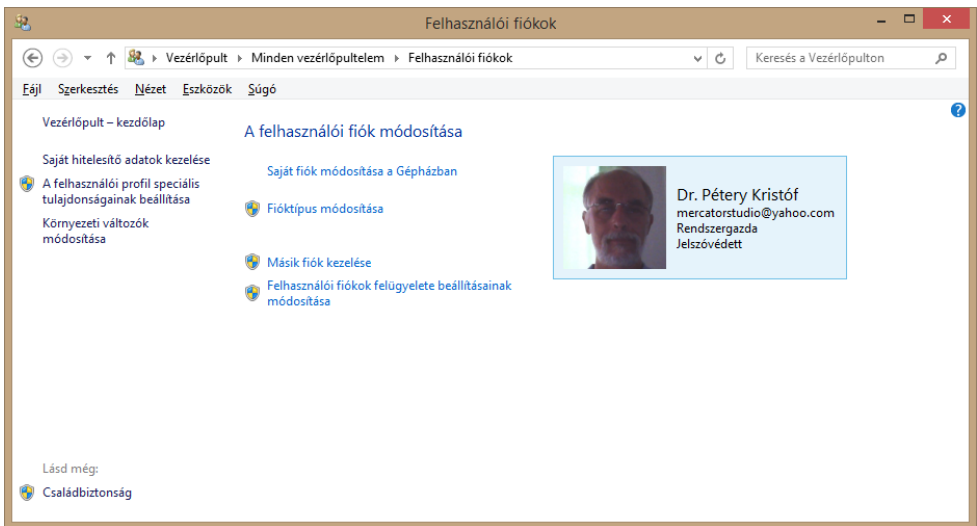 Felhasználói fiókok
Vezérlőpult
Minden vezérlőpultelem
Felhasználói fiókok
Keresés a Vezérlőpulton
Fájl Szerkesztés Nézet Eszközök Súgó
Vezérlőpult – kezdőlap
Saját hitelesítő adatok kezelése
A felhasználói profil speciális
tulajdonságainak beállítása
Környezeti változók
módosítása
A felhasználói fiók módosítása
Saját fiók módosítása a Gépházban
Fióktípus módosítása
Másik fiók kezelése
Felhasználói fiókok felügyelete beállításainak
módosítása
Dr. Pétery Kristóf
mercatorstudio@yahoo.com
Rendszergazda
Jelszóvédett
Lásd még:
Családbiztonság